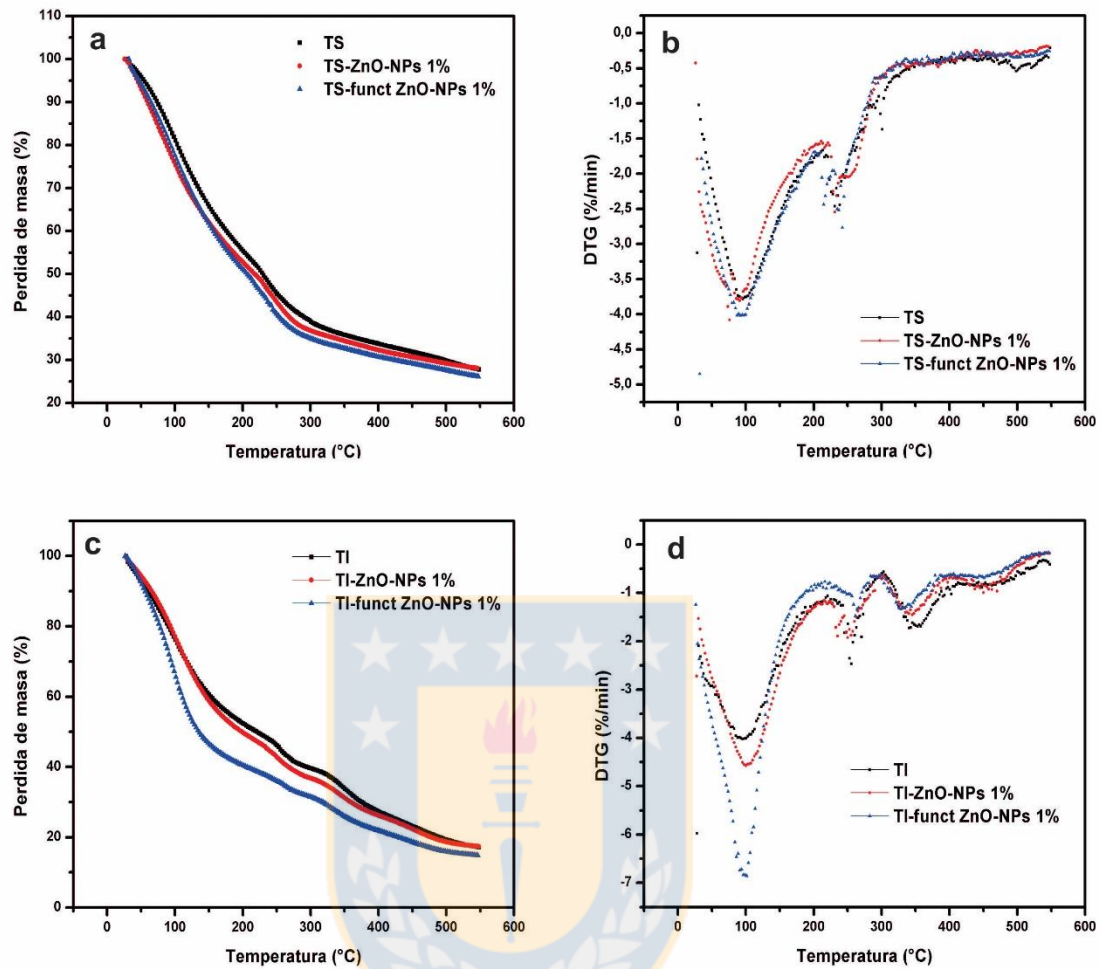 a
TS
TS-ZnO-NPs 1%
TS-funct ZnO-NPs 1%
Perdida de masa (%)
110
100
90
80
70
60
50
40
30
20
0 100 200 300 400 500 600
Temperatura (°C)
b
DTG (%/min)
0,0
-0,5
-1,0
-1,5
-2,0
-2,5
-3,0
-3,5
-4,0
-4,5
-5,0
TS
TS-ZnO-NPs 1%
TS-funct ZnO-NPs 1%
0 100 200 300 400 500 600
Temperatura (°C)
c
TI
TI-ZnO-NPs 1%
TI-funct ZnO-NPs 1%
Perdida de masa (%)
100
80
60
40
20
0
0 100 200 300 400 500 600
Temperatura (°C)
d
DTG (%/min)
0
-1
-2
-3
-4
-5
-6
-7
TI
TI-ZnO-NPs 1%
TI-funct ZnO-NPs 1%
0 100 200 300 400 500 600
Temperatura (°C)